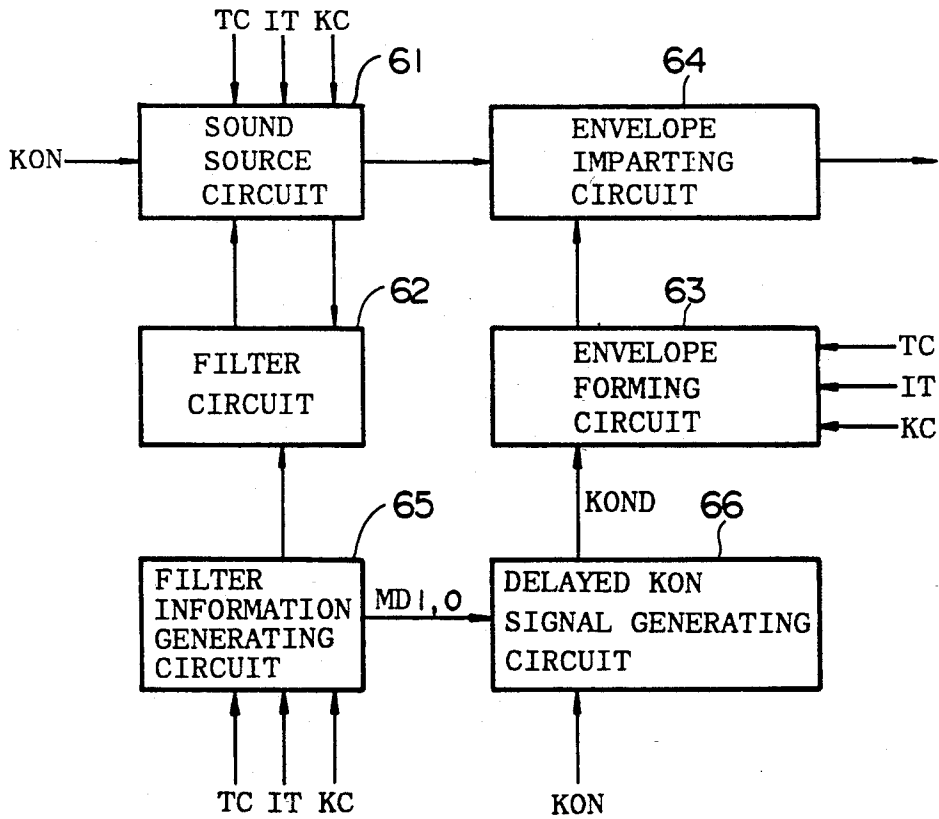 TC IT KC
61
64
KON
SOUND
SOURCE
CIRCUIT
ENVELOPE
IMPARTING
CIRCUIT
62
63
FILTER
CIRCUIT
ENVELOPE
FORMING
CIRCUIT
TC
IT
KC
65
KOND
66
FILTER
INFORMATION
GENERATING
CIRCUIT
MD1,0
DELAYED KON
SIGNAL GENERATING
CIRCUIT
TC IT KC
KON